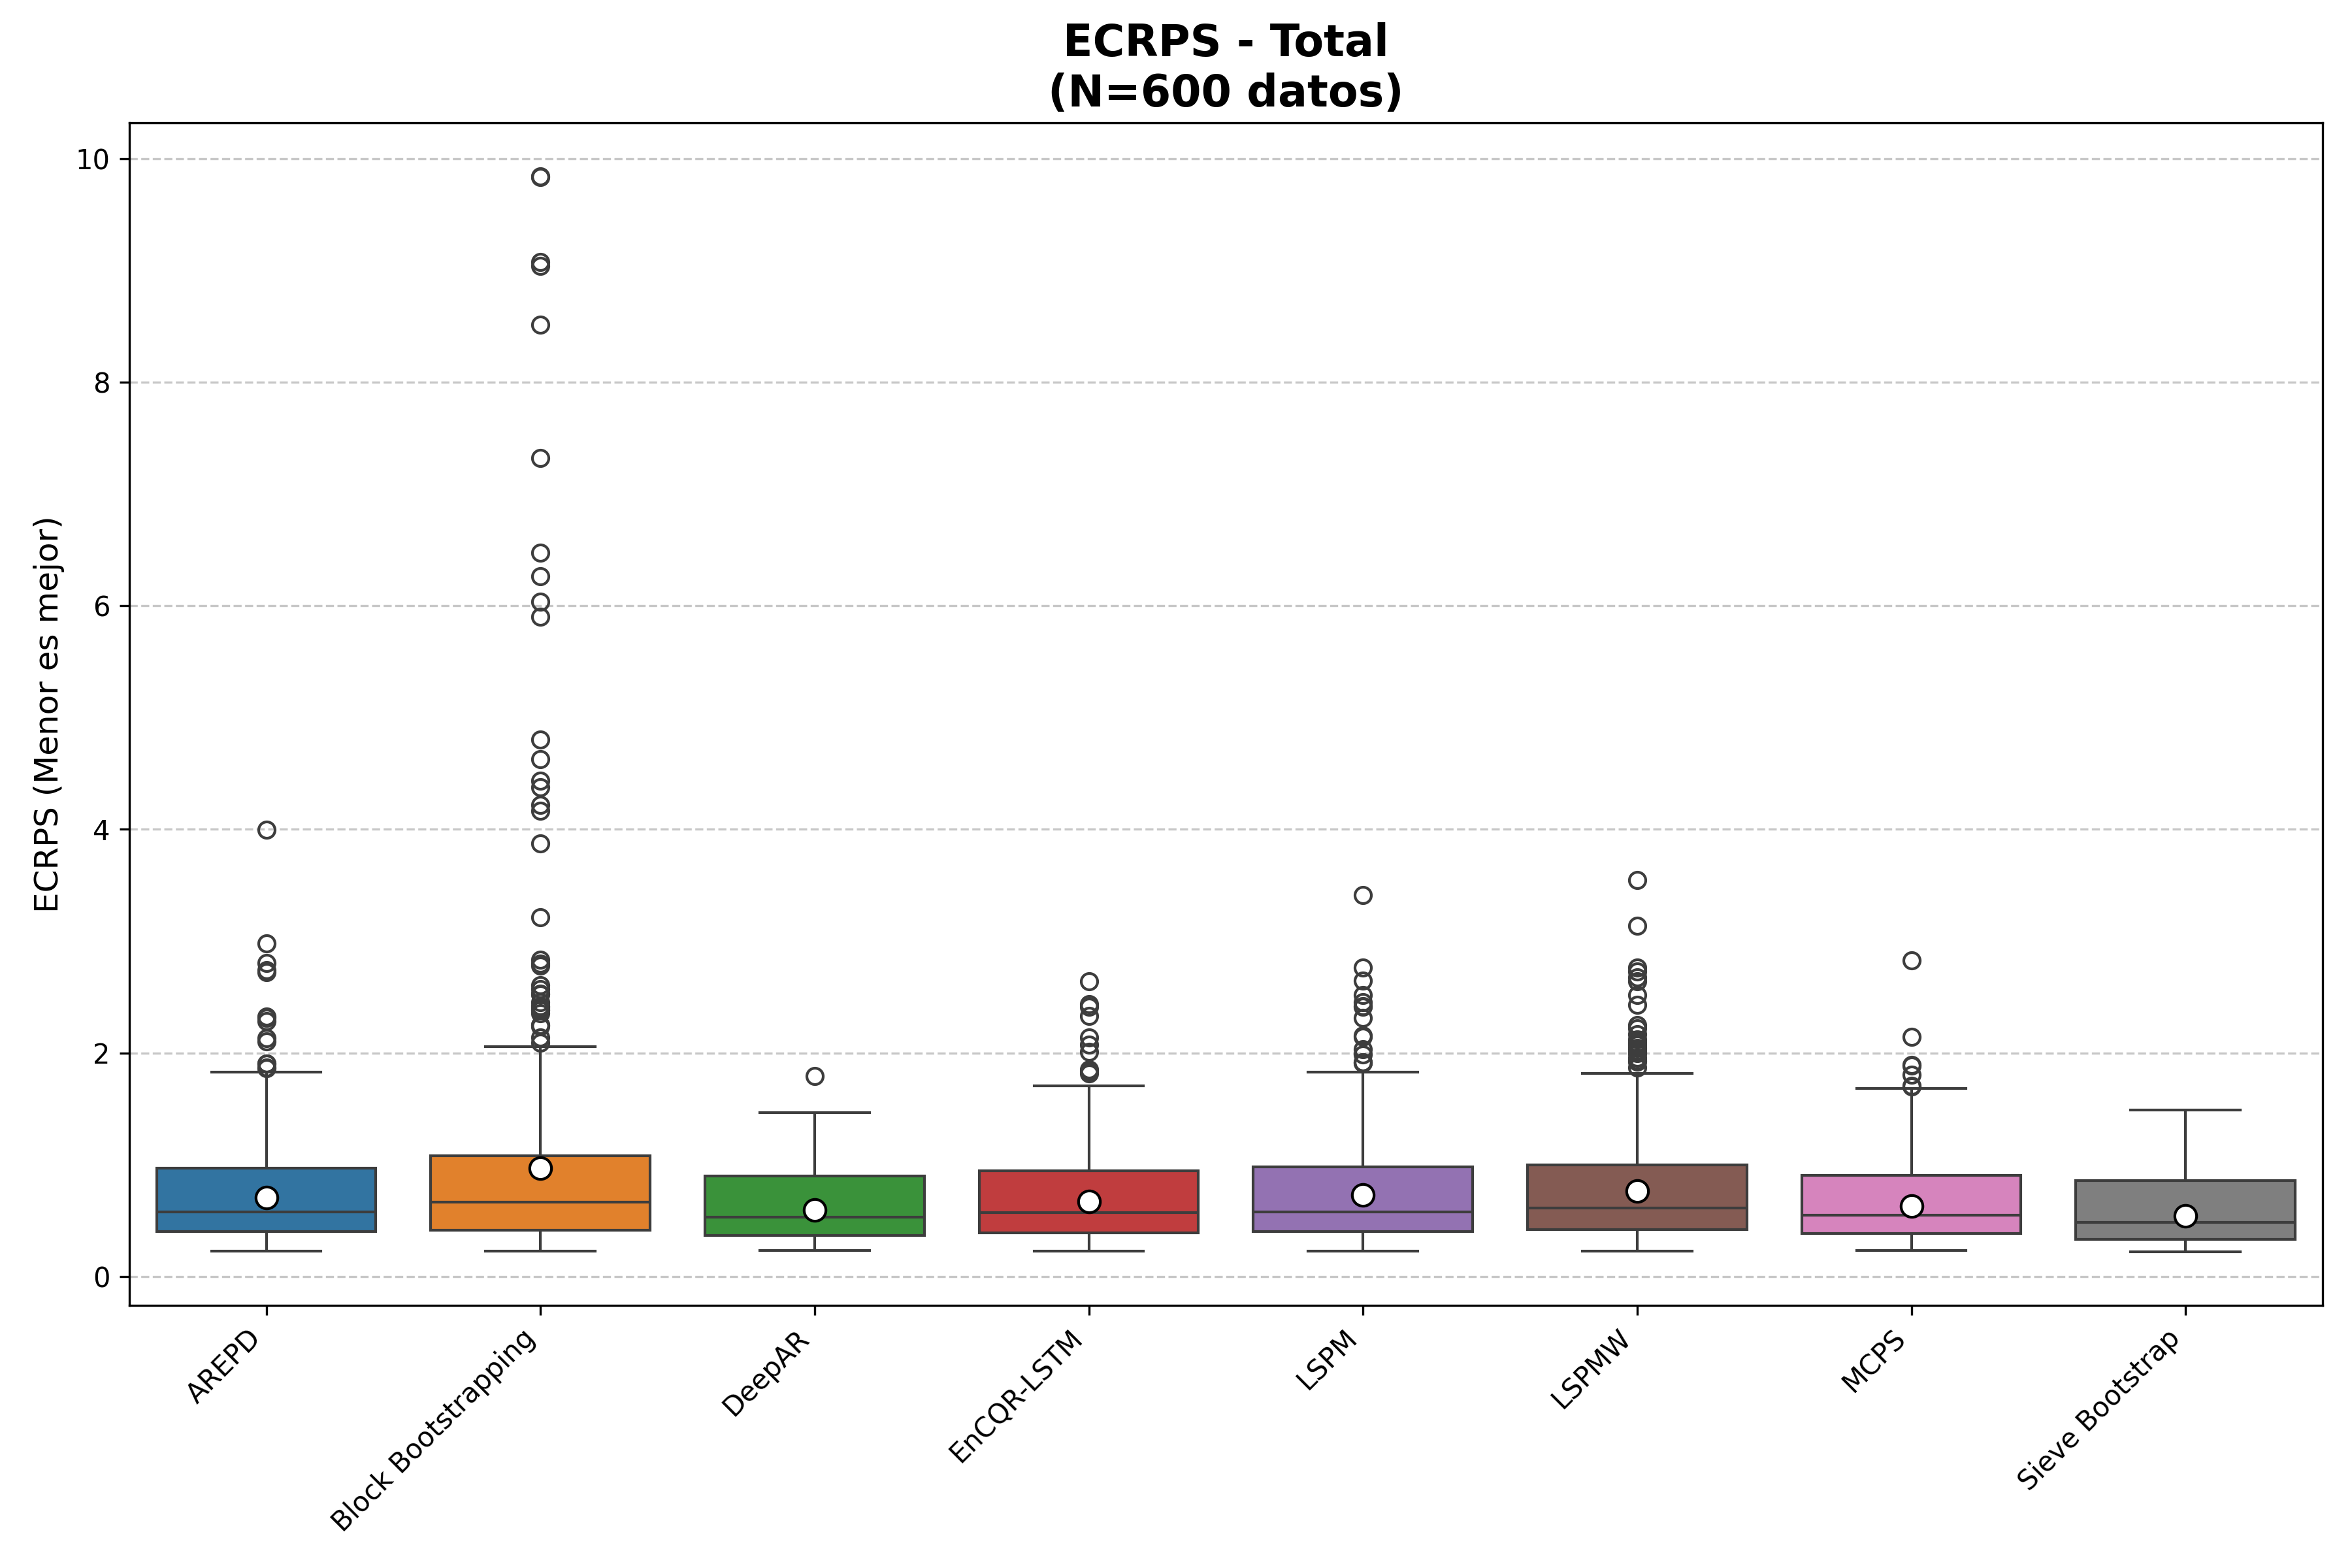 ECRPS - Total
(N=600 datos)
ECRPS (Menor es mejor)
10
8
6
4
2
0
AREPD
Block Bootstrapping
DeepAR
EnCQR-LSTM
LSPM
LSPMW
MCPS
Sieve Bootstrap